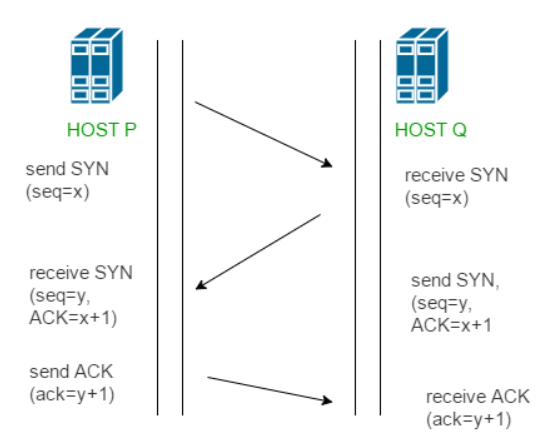 HOST P
HOST Q
send SYN
(seq=x)
receive SYN
(seq=x)
receive SYN
(seq=y,
ACK=x+1)
send SYN,
(seq=y,
ACK=x+1
send ACK
(ack=y+1)
receive ACK
(ack=y+1)